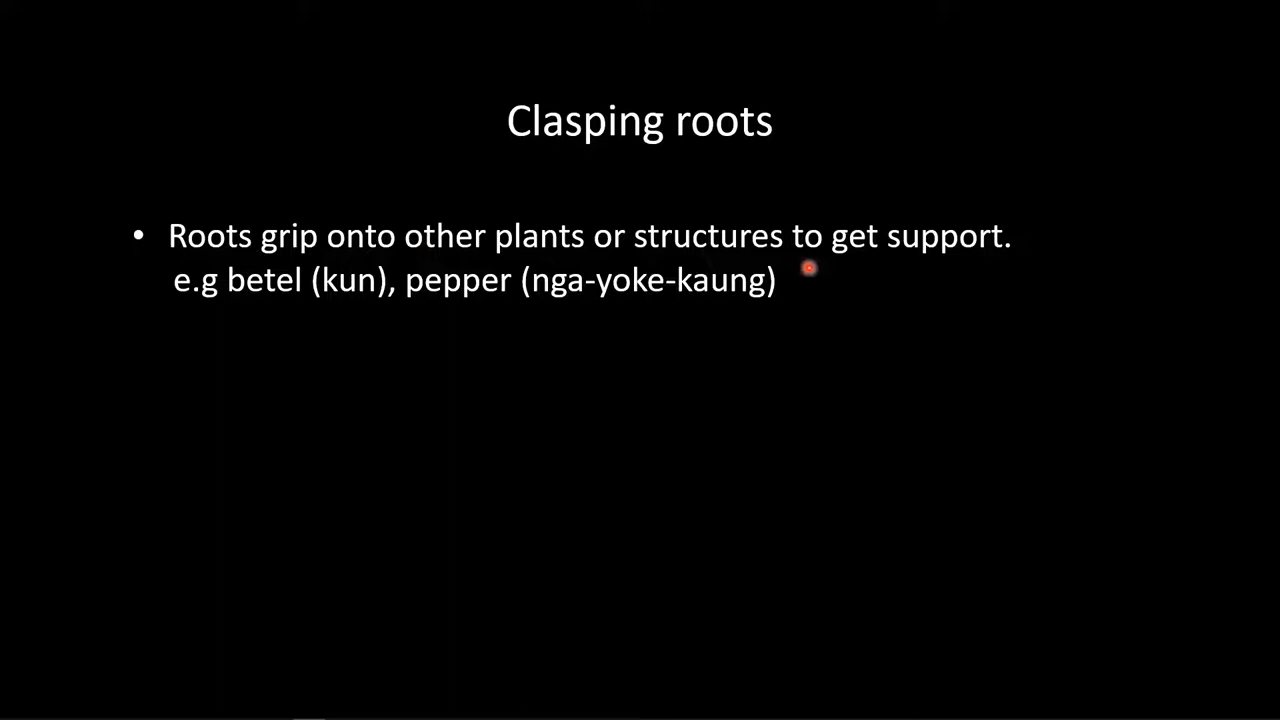 Clasping roots
• Roots grip onto other plants or structures to get support.
e.g betel (kun), pepper (nga-yoke-kaung)